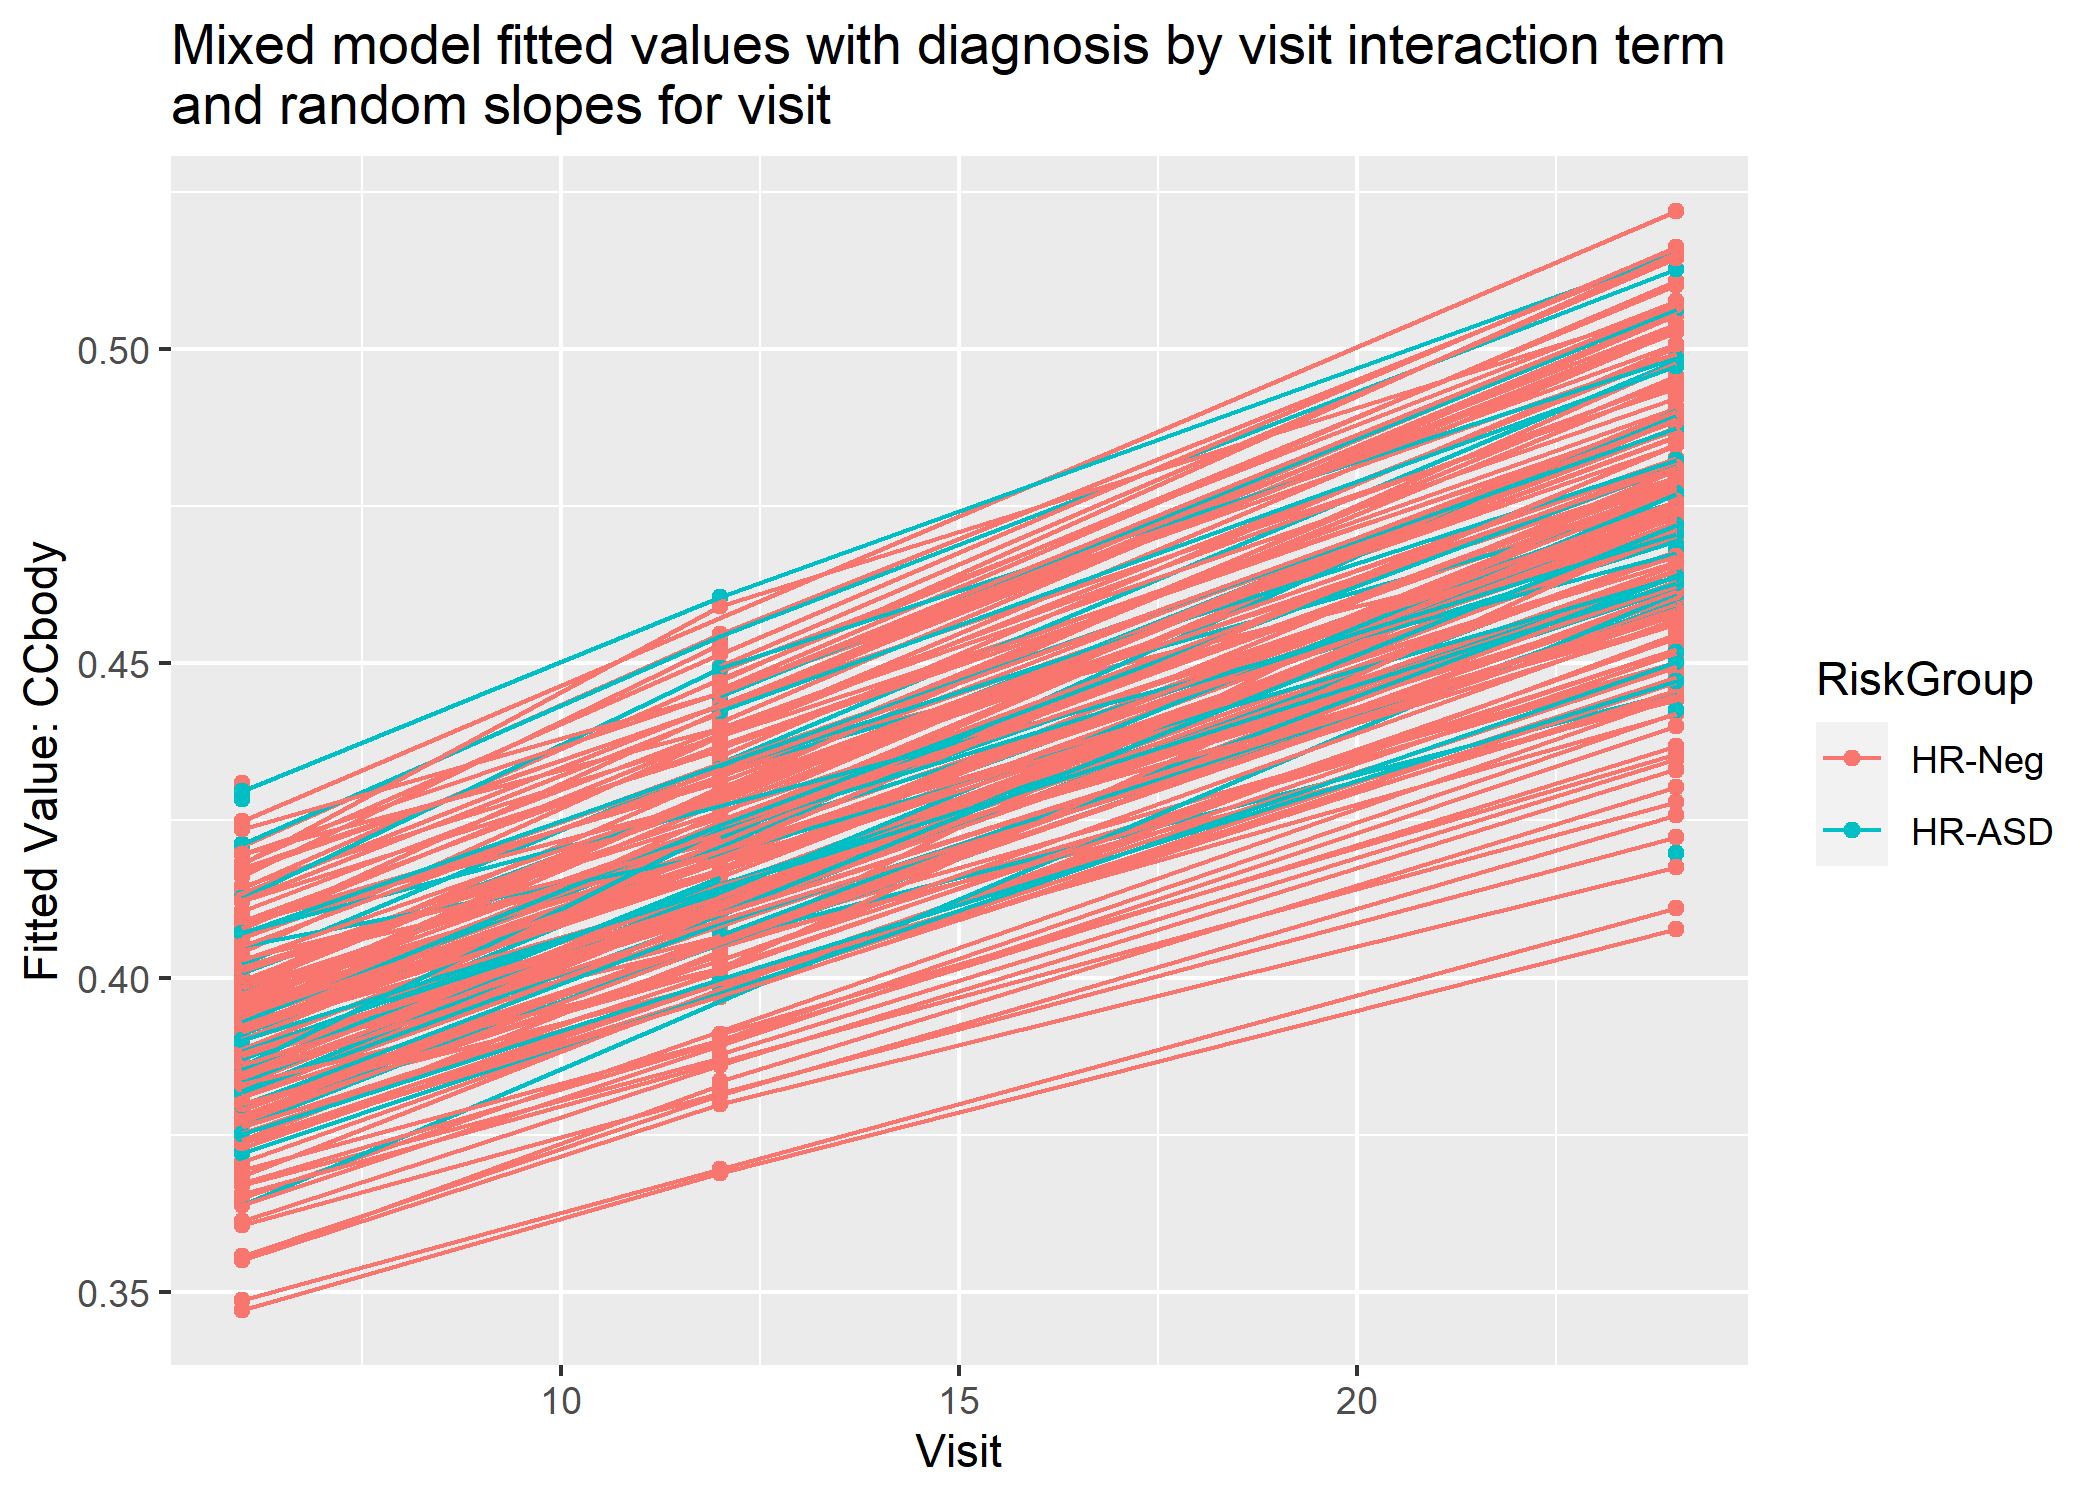 Mixed model fitted values with diagnosis by visit interaction term
and random slopes for visit
Fitted Value: CCbody
0.50
0.45
0.40
0.35
10
15
20
Visit
RiskGroup
HR-Neg
HR-ASD